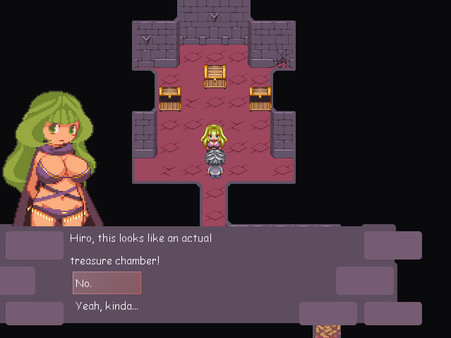 Hiro, this looks like an actual
treasure chamber!
No.
Yeah, kinda...